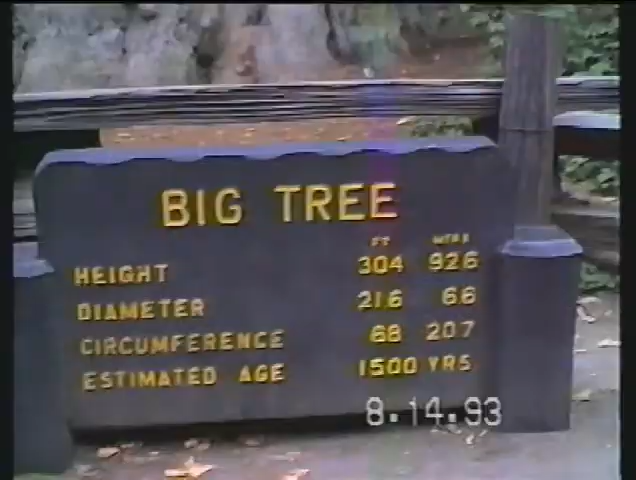 BIG TREE
FT MTRS
HEIGHT 304 92.6
DIAMETER 21.6 6.6
CIRCUMFERENCE 68 20.7
ESTIMATED AGE 1500 YRS
8.14.93